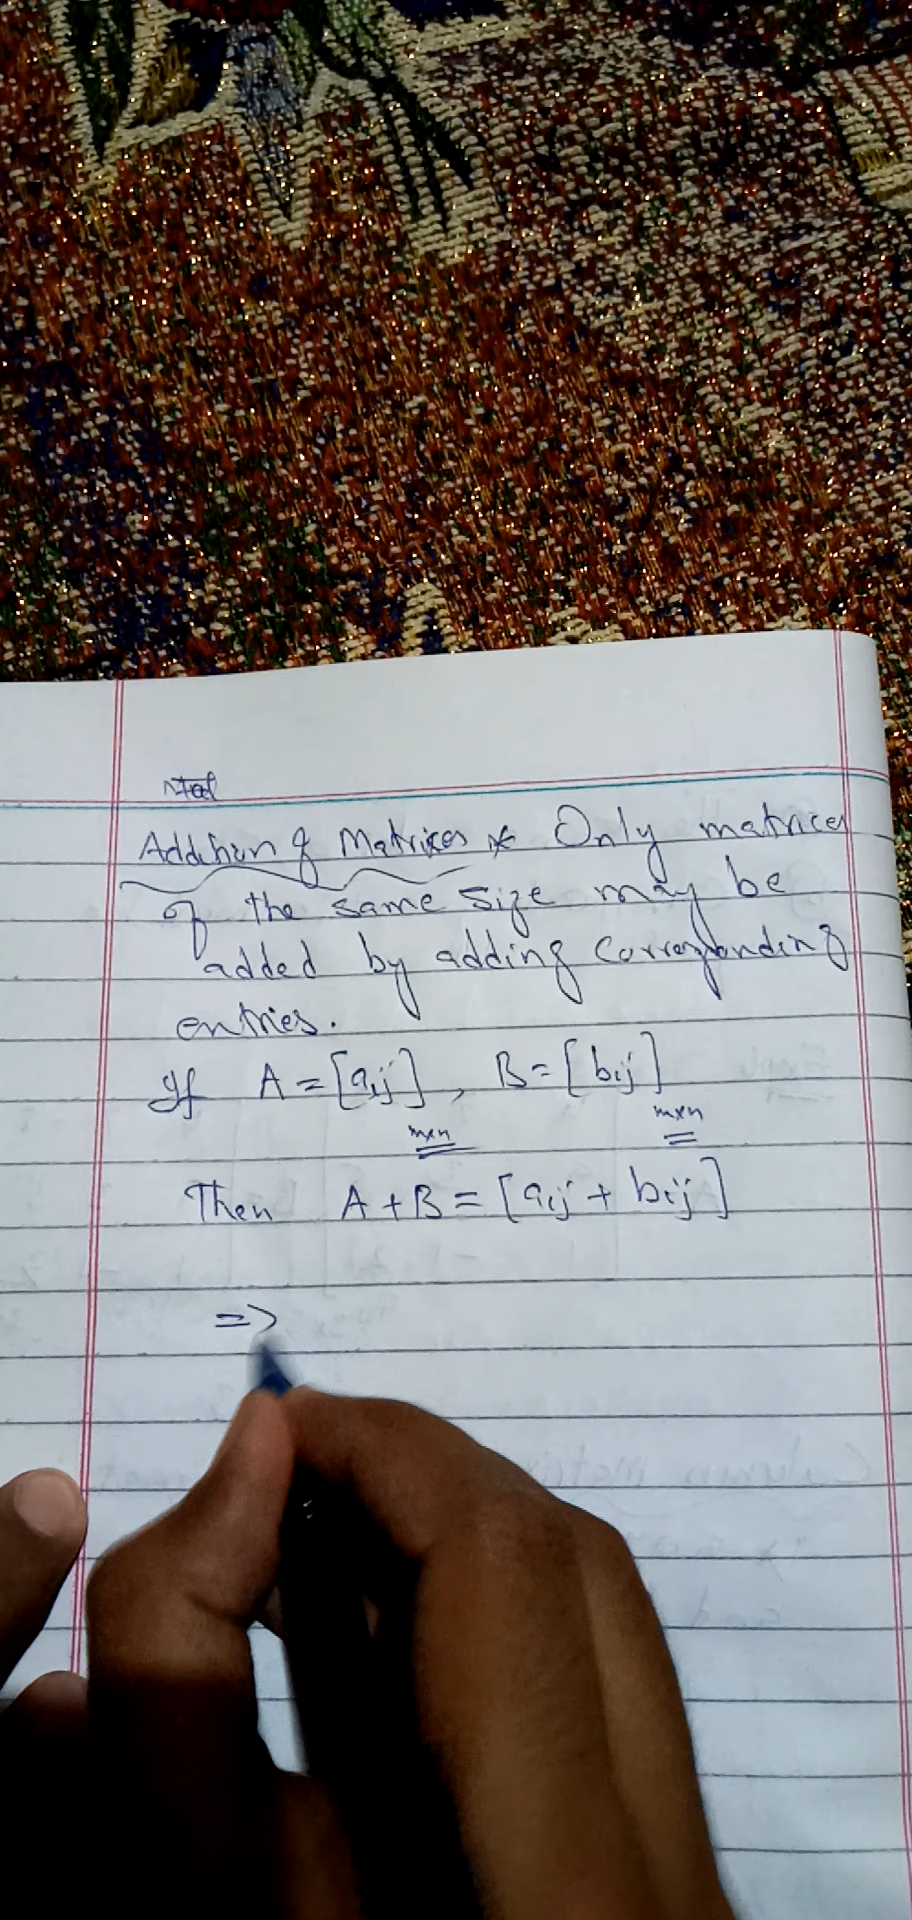 Addition of Matrices * Only matrices
of the same size may be
added by adding corresponding
entries.
If A = [aij] , B = [bij]
m×n m×n
Then A + B = [aij + bij]
=>